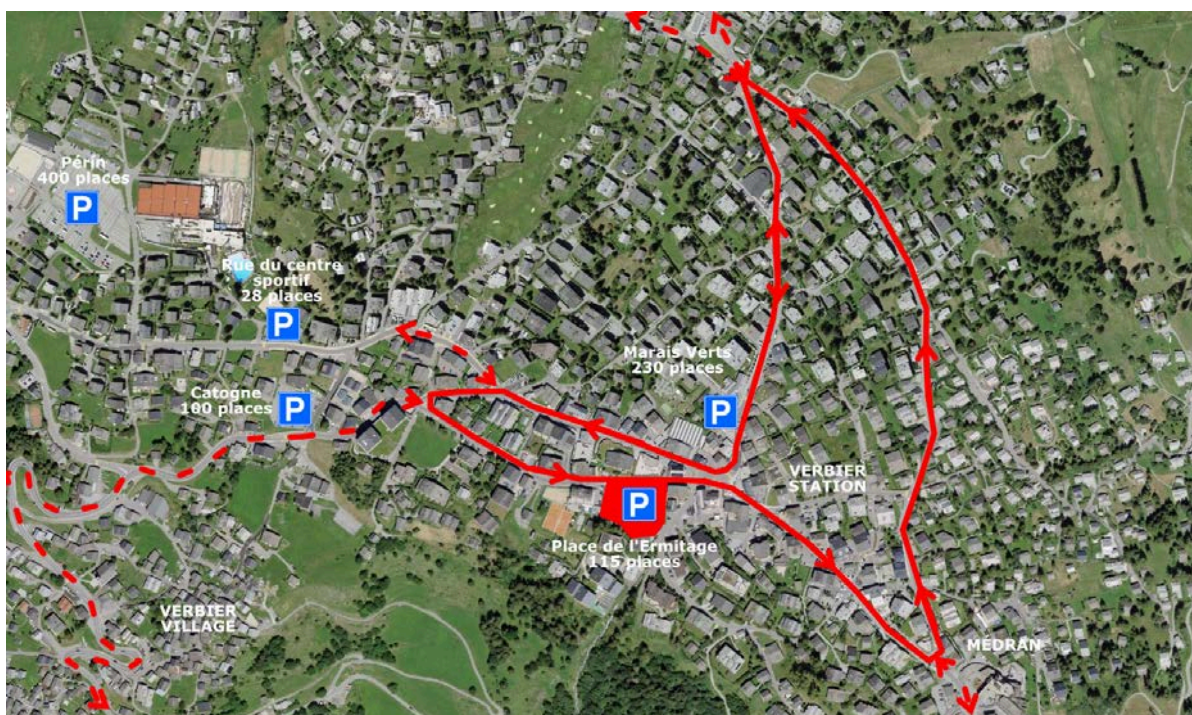 Périn
400 places
P
Rue du centre
sportif
28 places
P
Catogne
100 places
P
Marais Verts
230 places
P
VERBIER
STATION
P
Place de l'Ermitage
115 places
VERBIER
VILLAGE
MÉDRAN